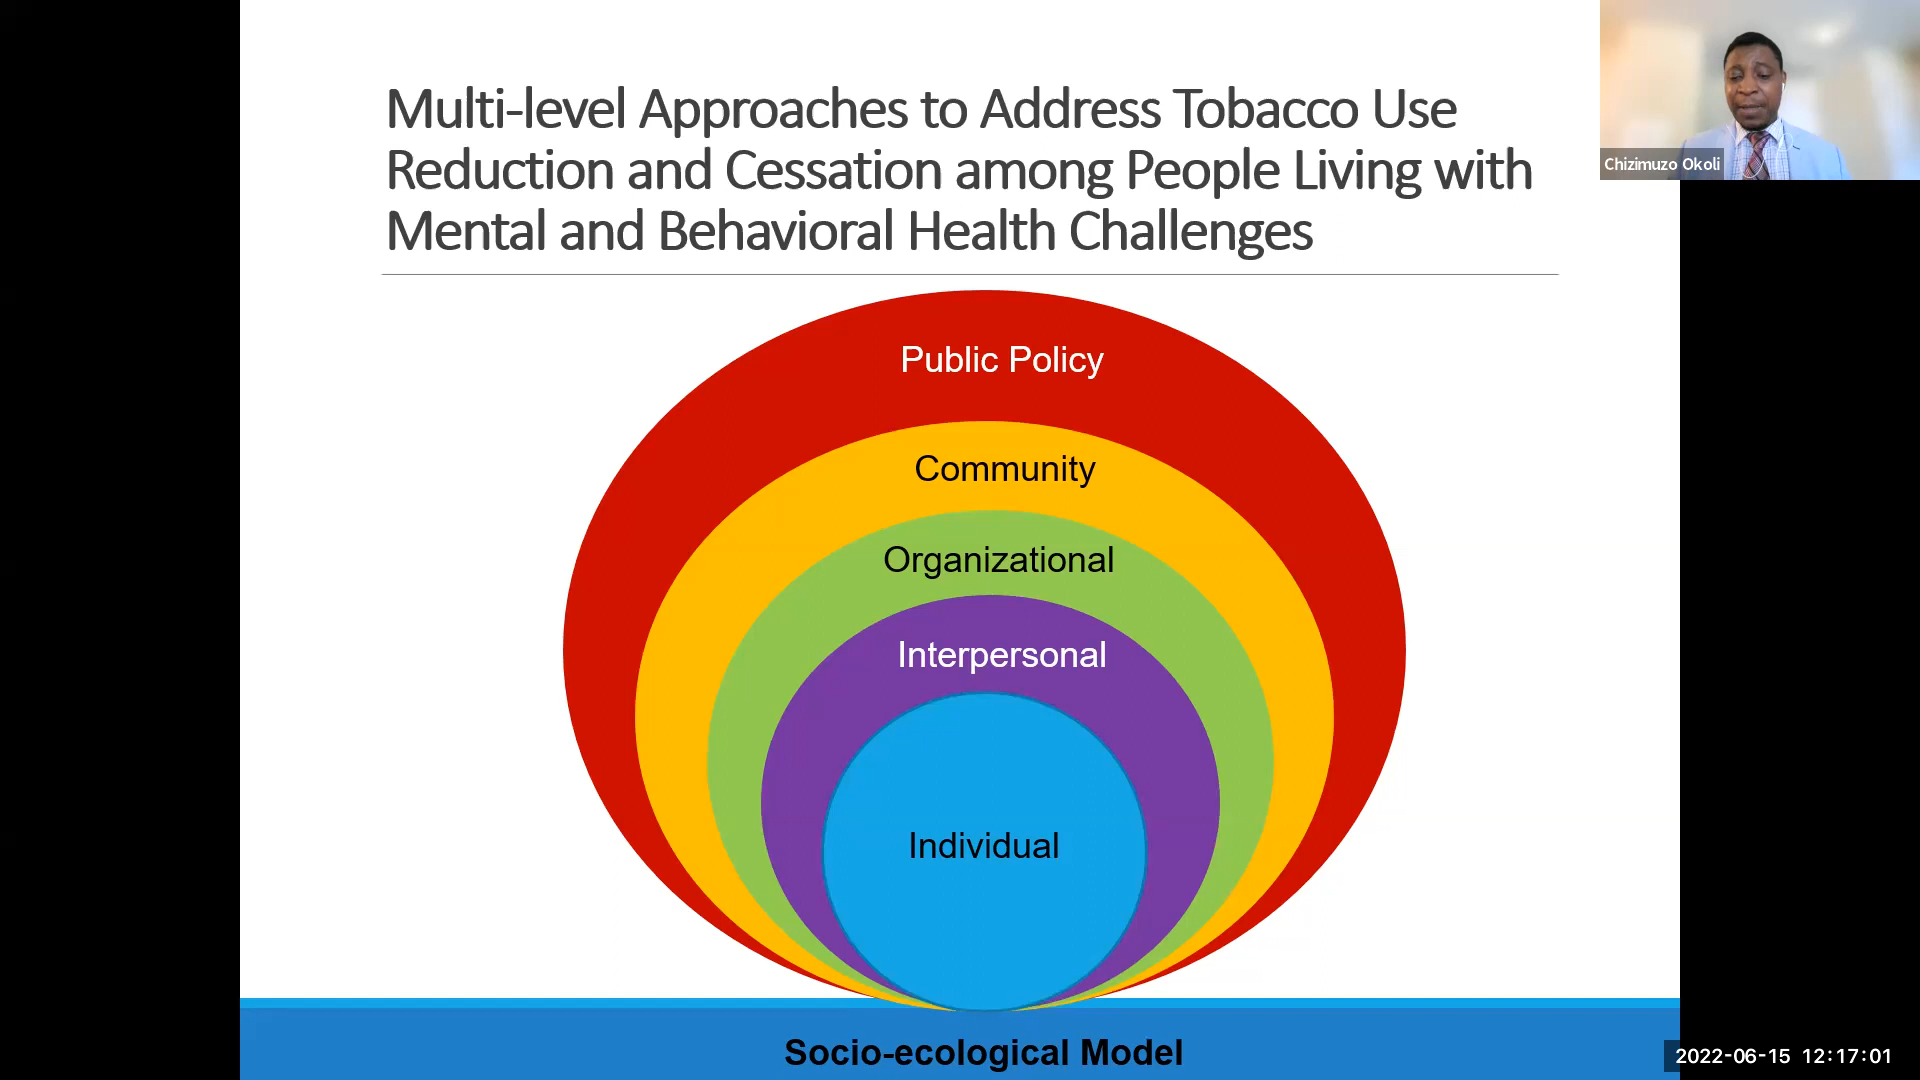 Multi-level Approaches to Address Tobacco Use
Reduction and Cessation among People Living with
Mental and Behavioral Health Challenges
Chizimuzo Okoli
Public Policy
Community
Organizational
Interpersonal
Individual
Socio-ecological Model
2022-06-15 12:17:01